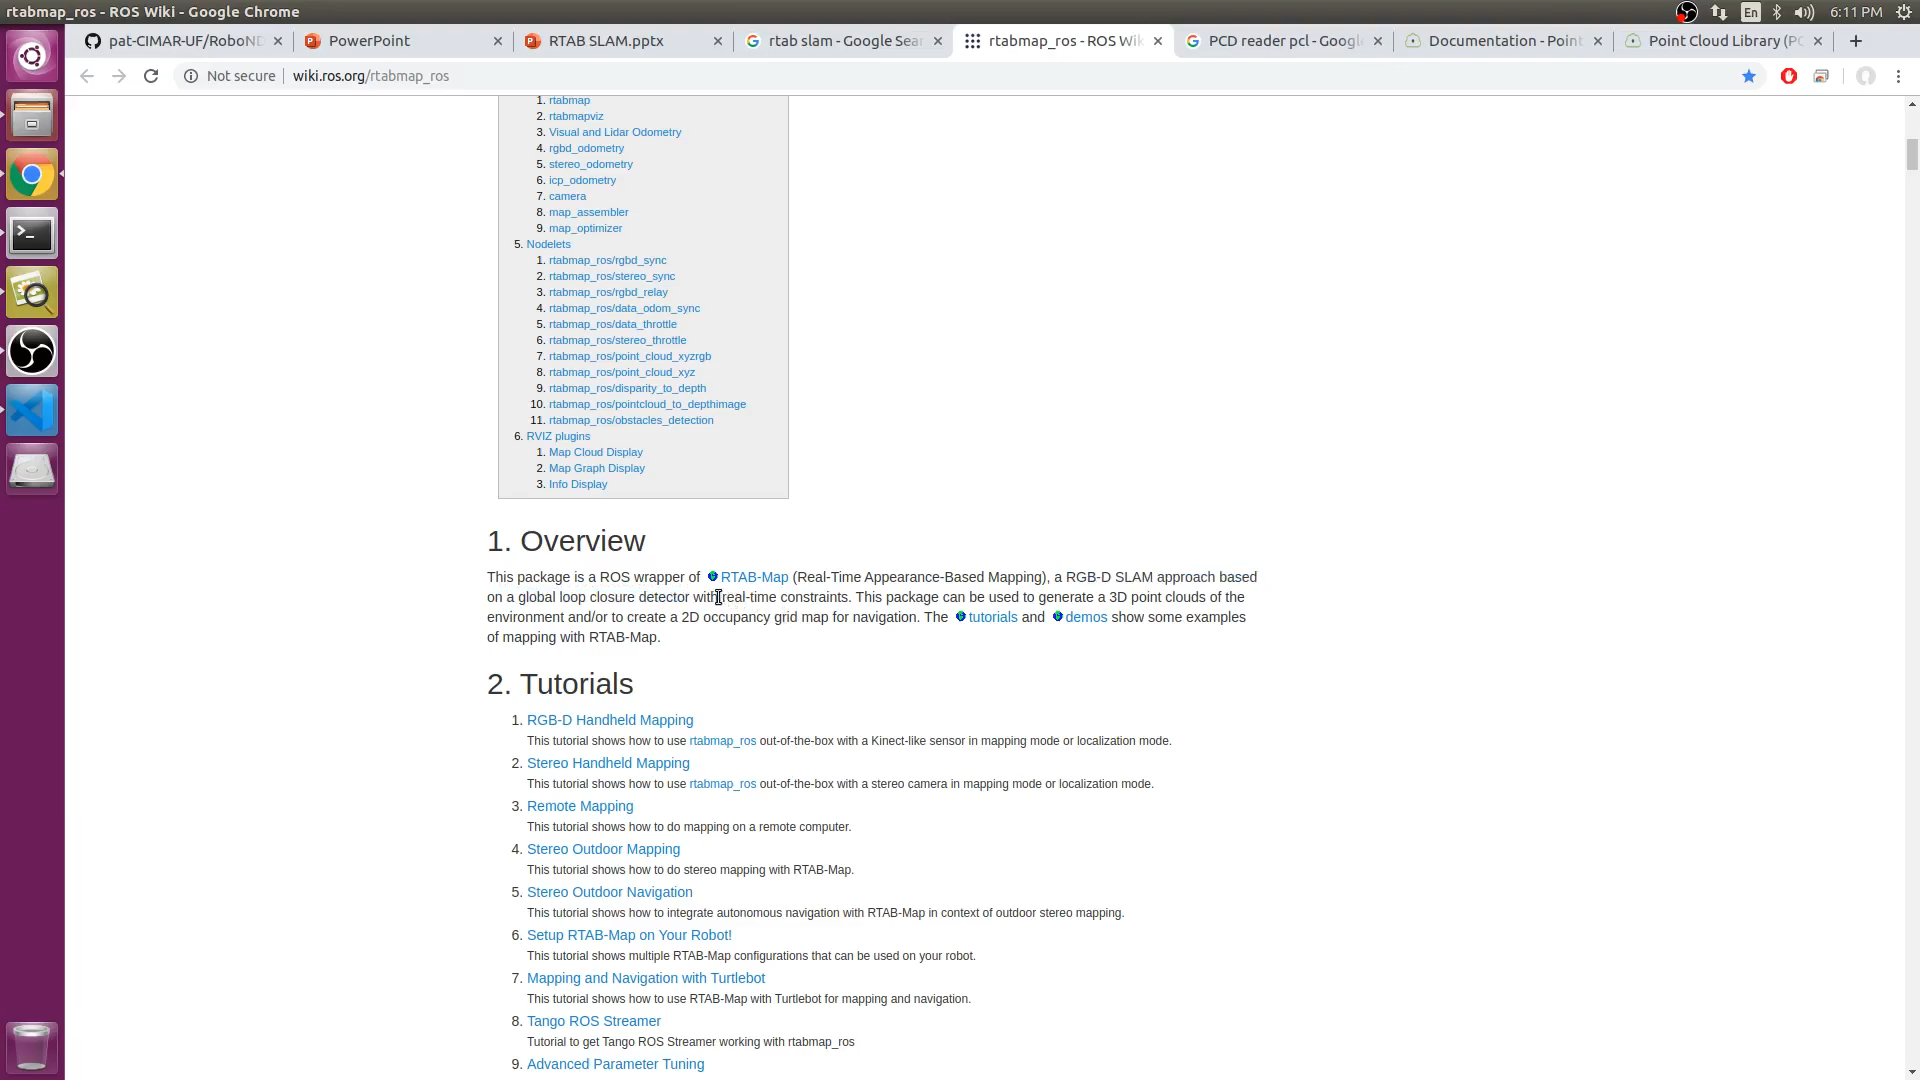 rtabmap_ros - ROS Wiki - Google Chrome
En
6:11 PM
pat-CIMAR-UF/RoboND
PowerPoint
RTAB SLAM.pptx
rtab slam - Google Sear
rtabmap_ros - ROS Wik
PCD reader pcl - Googl
Documentation - Point
Point Cloud Library (PC
Not secure
wiki.ros.org/rtabmap_ros
1. rtabmap
2. rtabmapviz
3. Visual and Lidar Odometry
4. rgbd_odometry
5. stereo_odometry
6. icp_odometry
7. camera
8. map_assembler
9. map_optimizer
5. Nodelets
1. rtabmap_ros/rgbd_sync
2. rtabmap_ros/stereo_sync
3. rtabmap_ros/rgbd_relay
4. rtabmap_ros/data_odom_sync
5. rtabmap_ros/data_throttle
6. rtabmap_ros/stereo_throttle
7. rtabmap_ros/point_cloud_xyzrgb
8. rtabmap_ros/point_cloud_xyz
9. rtabmap_ros/disparity_to_depth
10. rtabmap_ros/pointcloud_to_depthimage
11. rtabmap_ros/obstacles_detection
6. RVIZ plugins
1. Map Cloud Display
2. Map Graph Display
3. Info Display
1. Overview
This package is a ROS wrapper of RTAB-Map (Real-Time Appearance-Based Mapping), a RGB-D SLAM approach based
on a global loop closure detector with real-time constraints. This package can be used to generate a 3D point clouds of the
environment and/or to create a 2D occupancy grid map for navigation. The tutorials and demos show some examples
of mapping with RTAB-Map.
2. Tutorials
1. RGB-D Handheld Mapping
This tutorial shows how to use rtabmap_ros out-of-the-box with a Kinect-like sensor in mapping mode or localization mode.
2. Stereo Handheld Mapping
This tutorial shows how to use rtabmap_ros out-of-the-box with a stereo camera in mapping mode or localization mode.
3. Remote Mapping
This tutorial shows how to do mapping on a remote computer.
4. Stereo Outdoor Mapping
This tutorial shows how to do stereo mapping with RTAB-Map.
5. Stereo Outdoor Navigation
This tutorial shows how to integrate autonomous navigation with RTAB-Map in context of outdoor stereo mapping.
6. Setup RTAB-Map on Your Robot!
This tutorial shows multiple RTAB-Map configurations that can be used on your robot.
7. Mapping and Navigation with Turtlebot
This tutorial shows how to use RTAB-Map with Turtlebot for mapping and navigation.
8. Tango ROS Streamer
Tutorial to get Tango ROS Streamer working with rtabmap_ros
9. Advanced Parameter Tuning